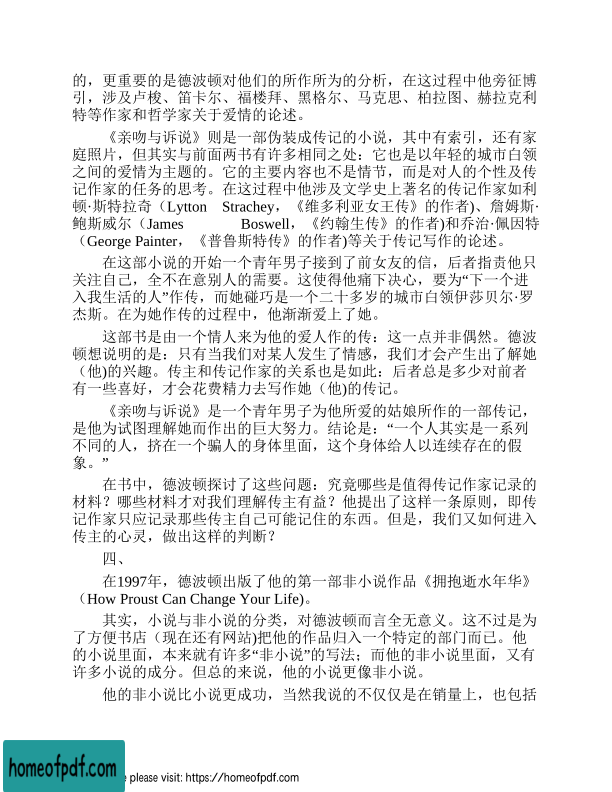 的，更重要的是德波顿对他们的所作所为的分析，在这过程中他旁征博
引，涉及卢梭、笛卡尔、福楼拜、黑格尔、马克思、柏拉图、赫拉克利
特等作家和哲学家关于爱情的论述。
《亲吻与诉说》则是一部伪装成传记的小说，其中有索引，还有家
庭照片，但其实与前面两书有许多相同之处：它也是以年轻的城市白领
之间的爱情为主题的。它的主要内容也不是情节，而是对人的个性及传
记作家的任务的思考。在这过程中他涉及文学史上著名的传记作家如利
顿·斯特拉奇（Lytton Strachey，《维多利亚女王传》的作者)、詹姆斯·
鲍斯威尔（James Boswell，《约翰生传》的作者)和乔治·佩因特
（George Painter，《普鲁斯特传》的作者)等关于传记写作的论述。
在这部小说的开始一个青年男子接到了前女友的信，后者指责他只
关注自己，全不在意别人的需要。这使得他痛下决心，要为“下一个进
入我生活的人”作传，而她碰巧是一个二十多岁的城市白领伊莎贝尔·罗
杰斯。在为她作传的过程中，他渐渐爱上了她。
这部书是由一个情人来为他的爱人作的传：这一点并非偶然。德波
顿想说明的是：只有当我们对某人发生了情感，我们才会产生出了解她
（他)的兴趣。传主和传记作家的关系也是如此：后者总是多少对前者
有一些喜好，才会花费精力去写作她（他)的传记。
《亲吻与诉说》是一个青年男子为他所爱的姑娘所作的一部传记，
是他为试图理解她而作出的巨大努力。结论是：“一个人其实是一系列
不同的人，挤在一个骗人的身体里面，这个身体给人以连续存在的假
象。”
在书中，德波顿探讨了这些问题：究竟哪些是值得传记作家记录的
材料？哪些材料才对我们理解传主有益？他提出了这样一条原则，即传
记作家只应记录那些传主自己可能记住的东西。但是，我们又如何进入
传主的心灵，做出这样的判断？
四、
在1997年，德波顿出版了他的第一部非小说作品《拥抱逝水年华》
（How Proust Can Change Your Life)。
其实，小说与非小说的分类，对德波顿而言全无意义。这不过是为
了方便书店（现在还有网站)把他的作品归入一个特定的部门而已。他
的小说里面，本来就有许多“非小说”的写法；而他的非小说里面，又有
许多小说的成分。但总的来说，他的小说更像非小说。
他的非小说比小说更成功，当然我说的不仅仅是在销量上，也包括
homeofpdf.com
please visit: https://homeofpdf.com